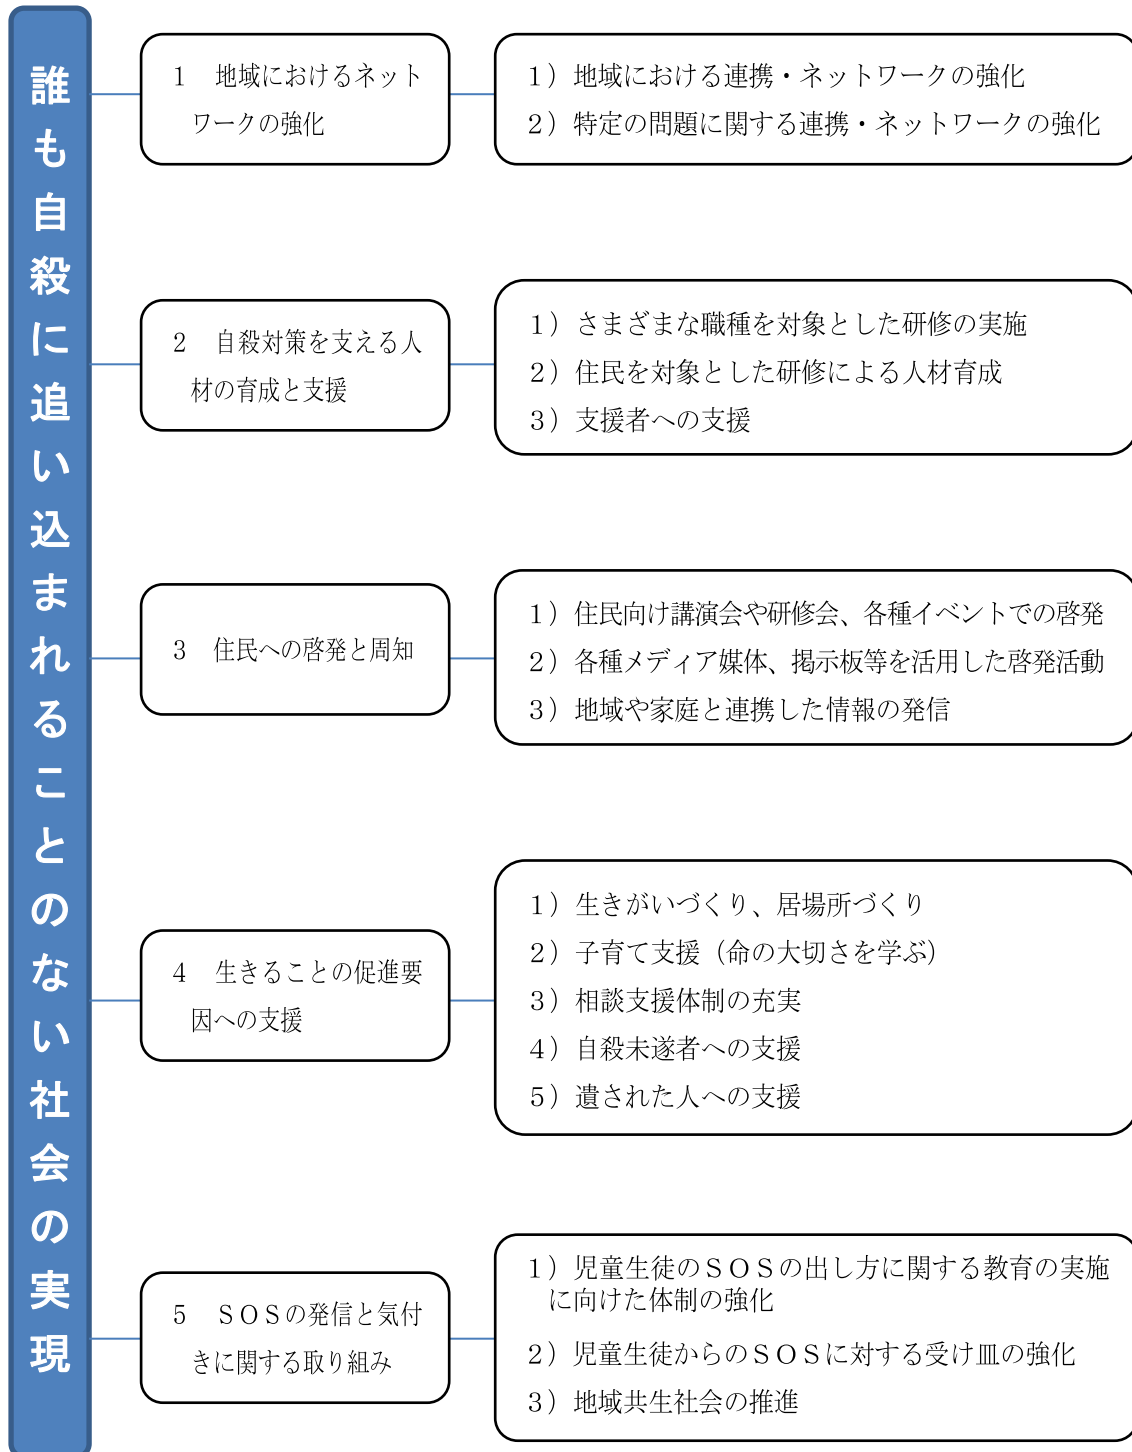 誰も自殺に追い込まれることのない社会の実現
1 地域におけるネット
ワークの強化
1）地域における連携・ネットワークの強化
2）特定の問題に関する連携・ネットワークの強化
2 自殺対策を支える人
材の育成と支援
1）さまざまな職種を対象とした研修の実施
2）住民を対象とした研修による人材育成
3）支援者への支援
3 住民への啓発と周知
1）住民向け講演会や研修会、各種イベントでの啓発
2）各種メディア媒体、掲示板等を活用した啓発活動
3）地域や家庭と連携した情報の発信
4 生きることの促進要
因への支援
1）生きがいづくり、居場所づくり
2）子育て支援（命の大切さを学ぶ）
3）相談支援体制の充実
4）自殺未遂者への支援
5）遺された人への支援
5 ＳＯＳの発信と気付
きに関する取り組み
1）児童生徒のＳＯＳの出し方に関する教育の実施
に向けた体制の強化
2）児童生徒からのＳＯＳに対する受け皿の強化
3）地域共生社会の推進